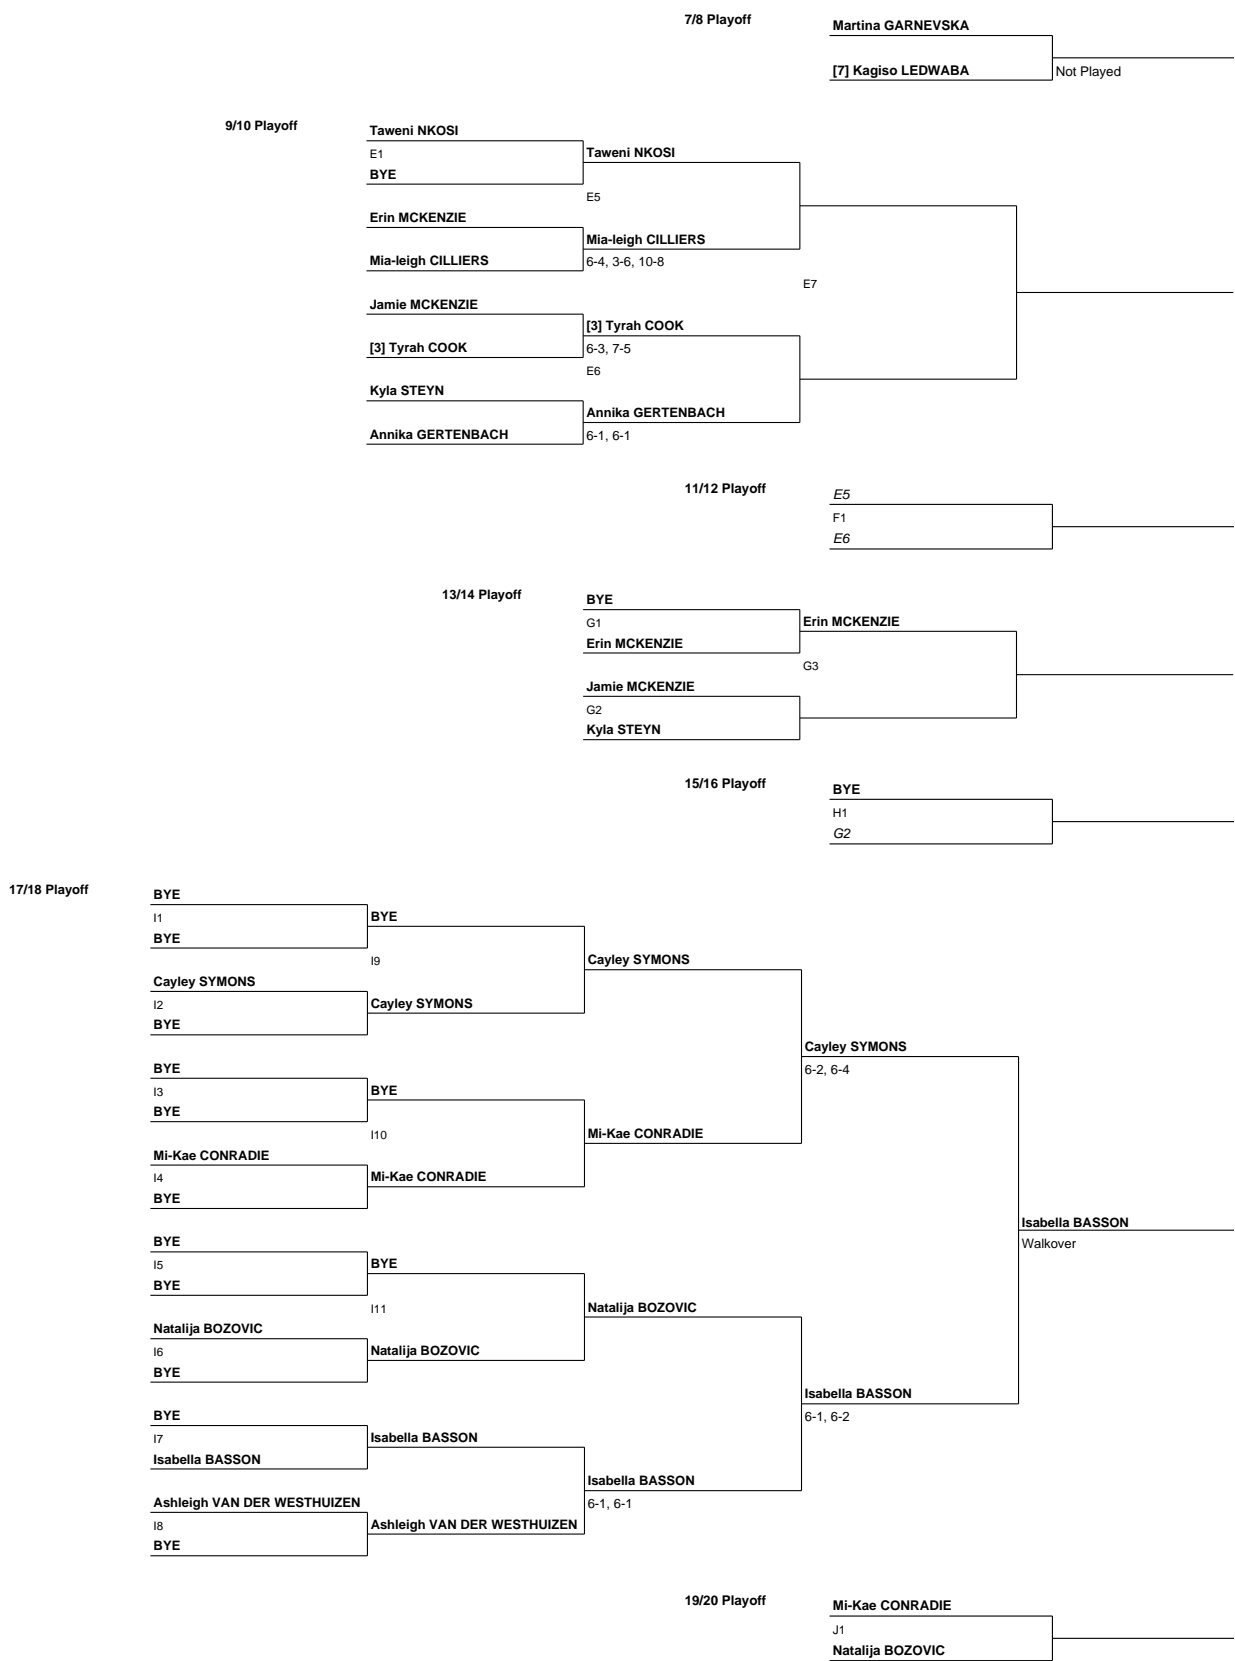 7/8 Playoff
Martina GARNEVSKA
[7] Kagiso LEDWABA
Not Played
9/10 Playoff
Taweni NKOSI
E1
BYE
Taweni NKOSI
E5
Erin MCKENZIE
Mia-leigh CILLIERS
Mia-leigh CILLIERS
6-4, 3-6, 10-8
E7
Jamie MCKENZIE
[3] Tyrah COOK
[3] Tyrah COOK
6-3, 7-5
E6
Kyla STEYN
Annika GERTENBACH
Annika GERTENBACH
6-1, 6-1
11/12 Playoff
E5
F1
E6
13/14 Playoff
BYE
G1
Erin MCKENZIE
Erin MCKENZIE
G3
Jamie MCKENZIE
G2
Kyla STEYN
15/16 Playoff
BYE
H1
G2
17/18 Playoff
BYE
I1
BYE
BYE
I9
Cayley SYMONS
Cayley SYMONS
I2
BYE
Cayley SYMONS
Cayley SYMONS
6-2, 6-4
BYE
I3
BYE
BYE
I10
Mi-Kae CONRADIE
Mi-Kae CONRADIE
I4
BYE
Mi-Kae CONRADIE
Isabella BASSON
Walkover
BYE
I5
BYE
BYE
I11
Natalija BOZOVIC
Natalija BOZOVIC
I6
BYE
Natalija BOZOVIC
Isabella BASSON
6-1, 6-2
BYE
I7
Isabella BASSON
Isabella BASSON
Isabella BASSON
6-1, 6-1
Ashleigh VAN DER WESTHUIZEN
I8
BYE
Ashleigh VAN DER WESTHUIZEN
19/20 Playoff
Mi-Kae CONRADIE
J1
Natalija BOZOVIC